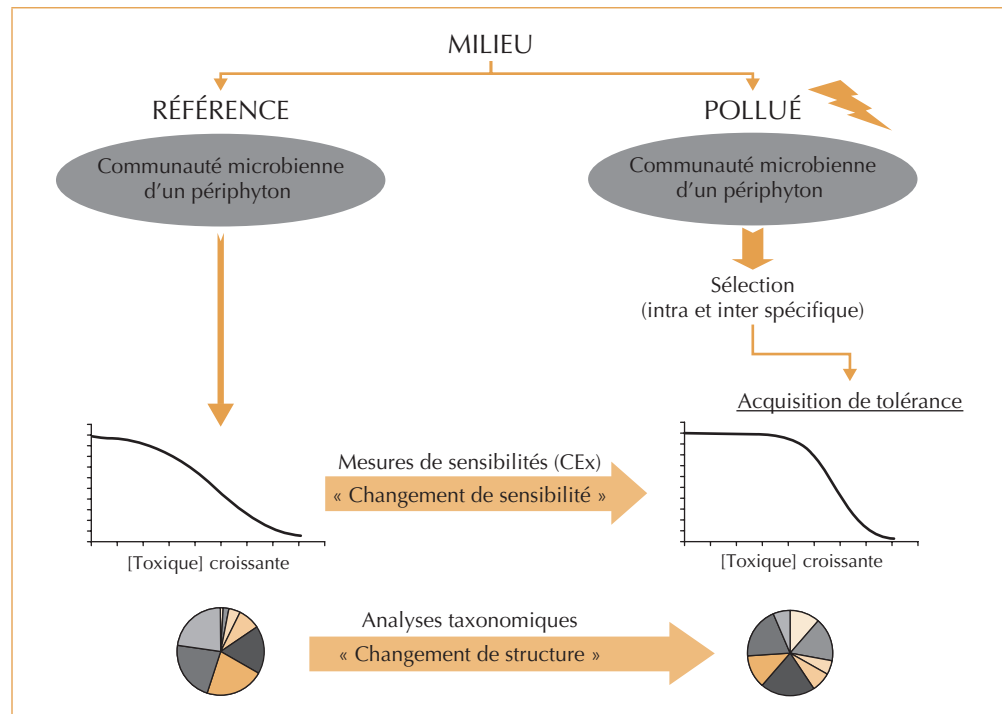 MILIEU
RÉFÉRENCE
POLLUÉ
Communauté microbienne
d’un périphyton
Communauté microbienne
d’un périphyton
Sélection
(intra et inter spécifique)
Acquisition de tolérance
Mesures de sensibilités (CEx)
« Changement de sensibilité »
[Toxique] croissante
[Toxique] croissante
Analyses taxonomiques
« Changement de structure »